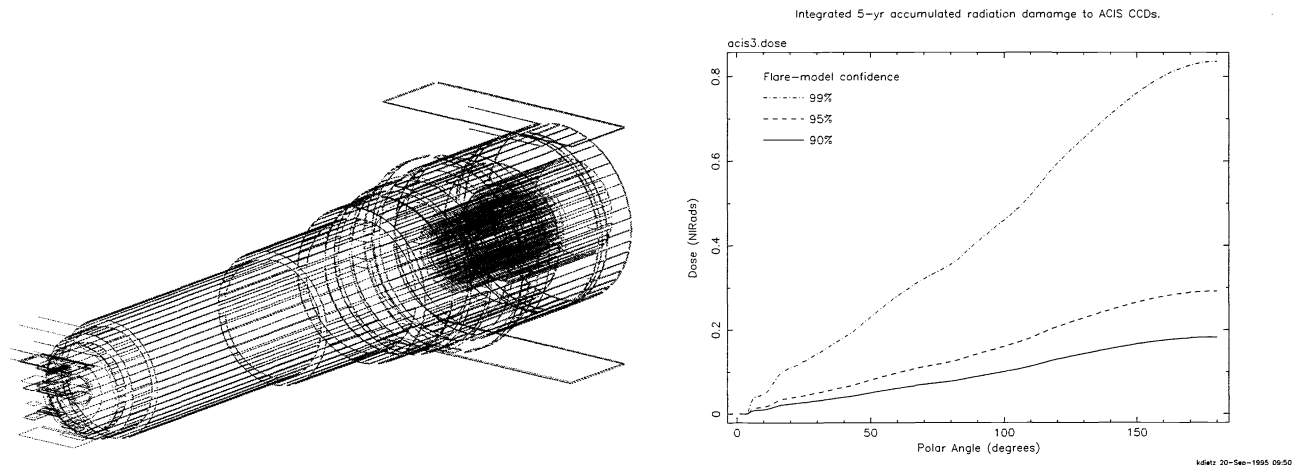 Integrated 5-yr accumulated radiation damamge to ACIS CCDs.
acis3.dose
Flare-model confidence
99%
95%
90%
Dose (NIRads)
0.8
0.6
0.4
0.2
0
0 50 100 150
Polar Angle (degrees)
kdietz 20-Sep-1995 09:50